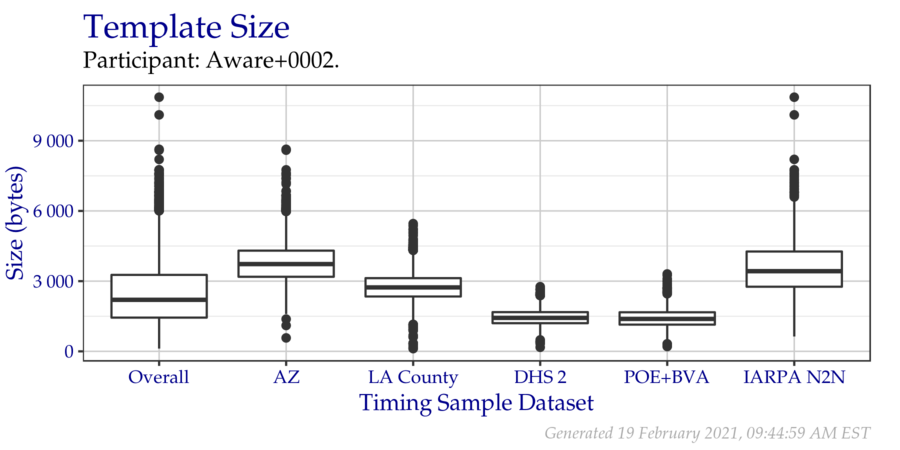 Template Size
Participant: Aware+0002.
Size (bytes)
9 000
6 000
3 000
0
Overall AZ LA County DHS 2 POE+BVA IARPA N2N
Timing Sample Dataset
Generated 19 February 2021, 09:44:59 AM EST